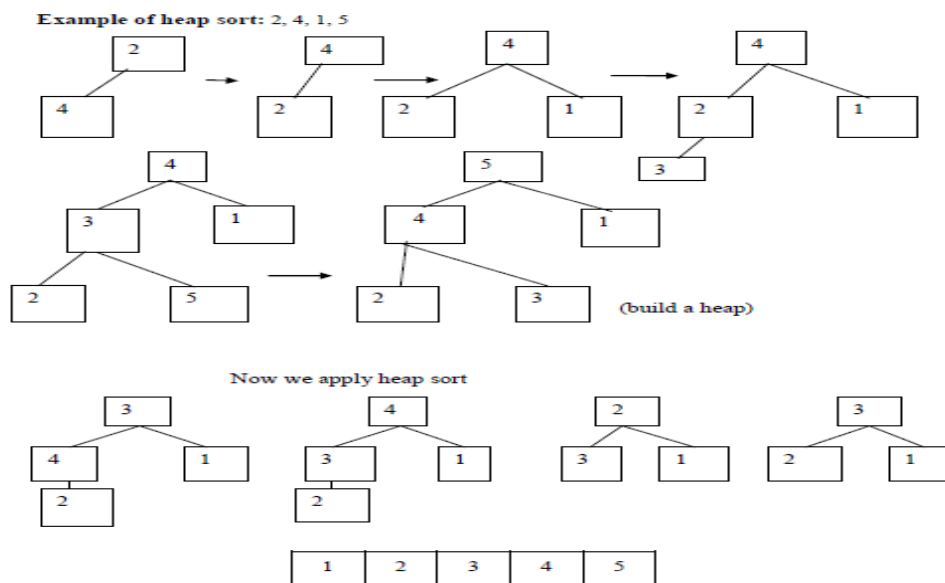 Example of heap sort: 2, 4, 1, 5
2 4 4 4
4 2 2 1 2 1
3
4 5
3 1 4 1
2 5 2 3
(build a heap)
Now we apply heap sort
3 4 2 3
4 1 3 1 3 1 2 1
2 2
1 2 3 4 5